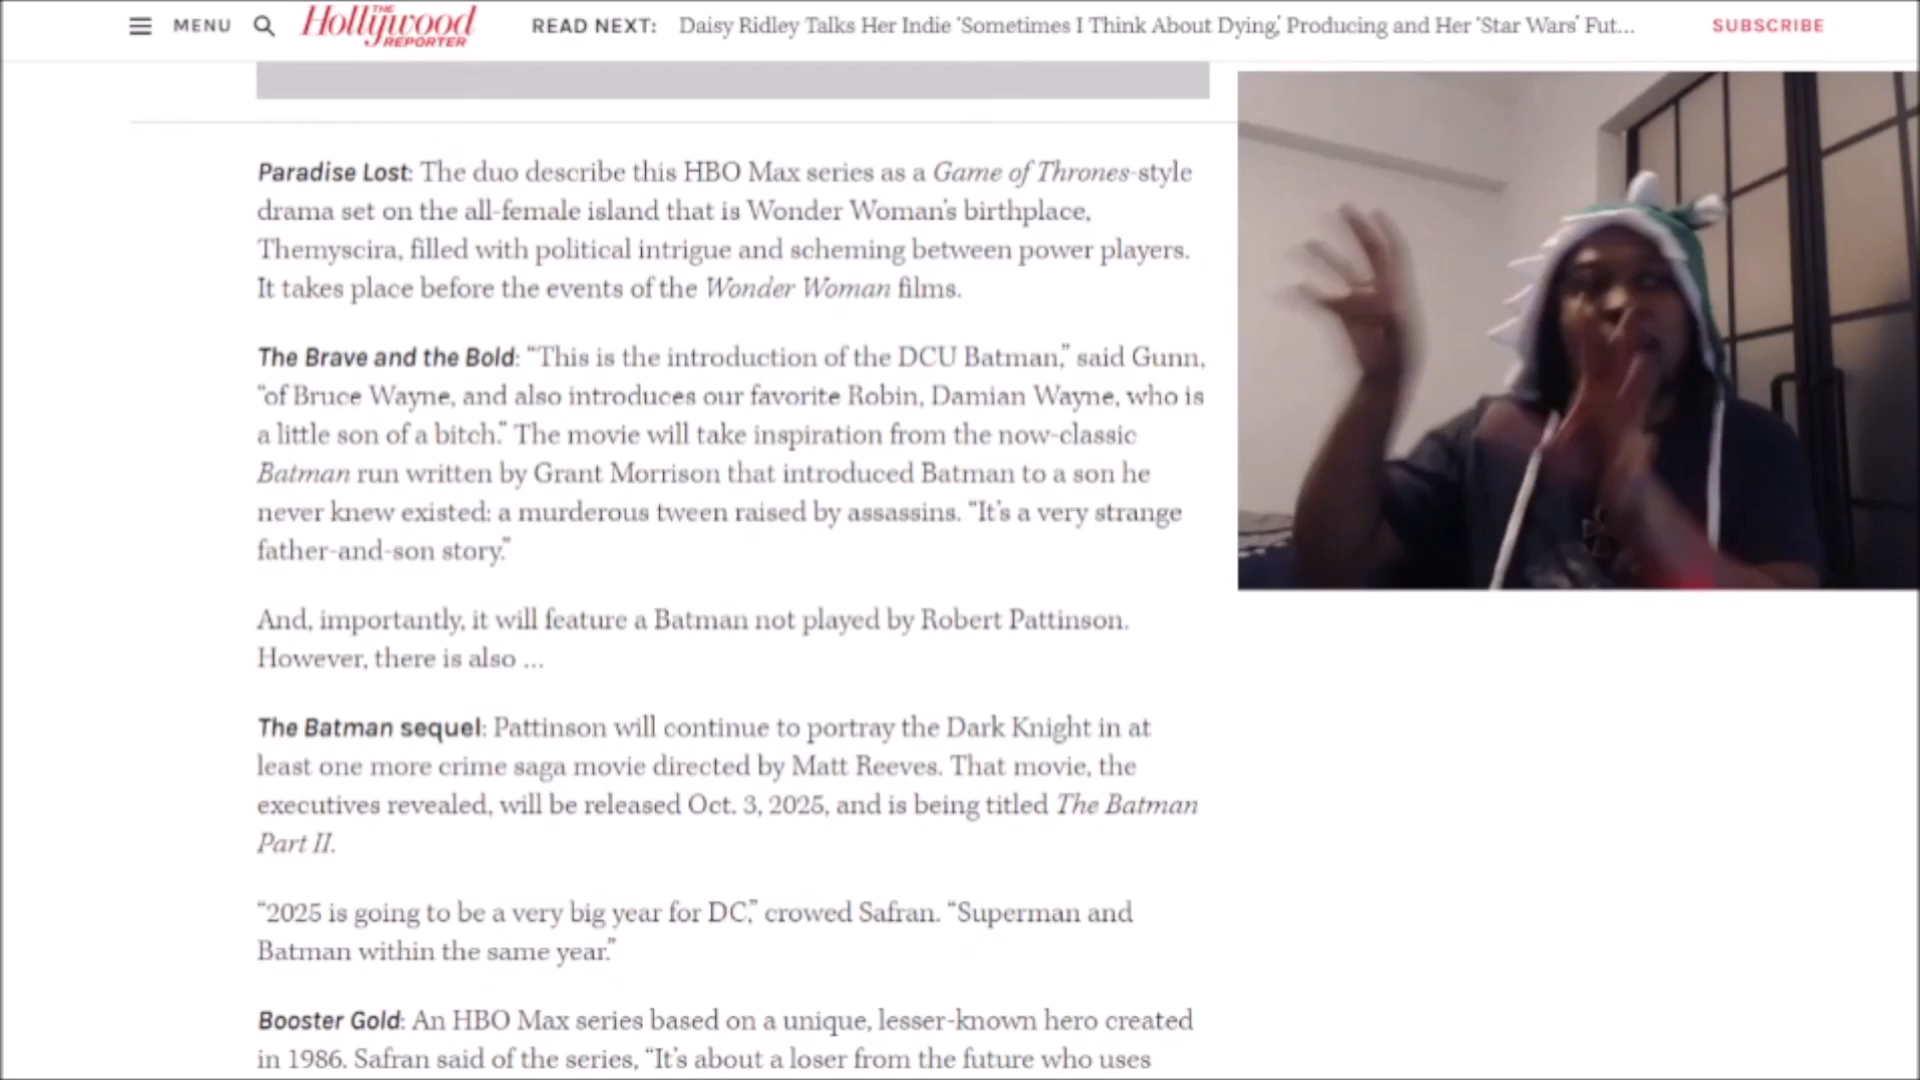 MENU
THE
Hollywood
REPORTER
READ NEXT: Daisy Ridley Talks Her Indie ‘Sometimes I Think About Dying,’ Producing and Her ‘Star Wars’ Fut...
SUBSCRIBE
Paradise Lost: The duo describe this HBO Max series as a Game of Thrones-style
drama set on the all-female island that is Wonder Woman’s birthplace,
Themyscira, filled with political intrigue and scheming between power players.
It takes place before the events of the Wonder Woman films.
The Brave and the Bold: “This is the introduction of the DCU Batman,” said Gunn,
“of Bruce Wayne, and also introduces our favorite Robin, Damian Wayne, who is
a little son of a bitch.” The movie will take inspiration from the now-classic
Batman run written by Grant Morrison that introduced Batman to a son he
never knew existed: a murderous tween raised by assassins. “It’s a very strange
father-and-son story.”
And, importantly, it will feature a Batman not played by Robert Pattinson.
However, there is also …
The Batman sequel: Pattinson will continue to portray the Dark Knight in at
least one more crime saga movie directed by Matt Reeves. That movie, the
executives revealed, will be released Oct. 3, 2025, and is being titled The Batman
Part II.
“2025 is going to be a very big year for DC,” crowed Safran. “Superman and
Batman within the same year.”
Booster Gold: An HBO Max series based on a unique, lesser-known hero created
in 1986. Safran said of the series, “It’s about a loser from the future who uses